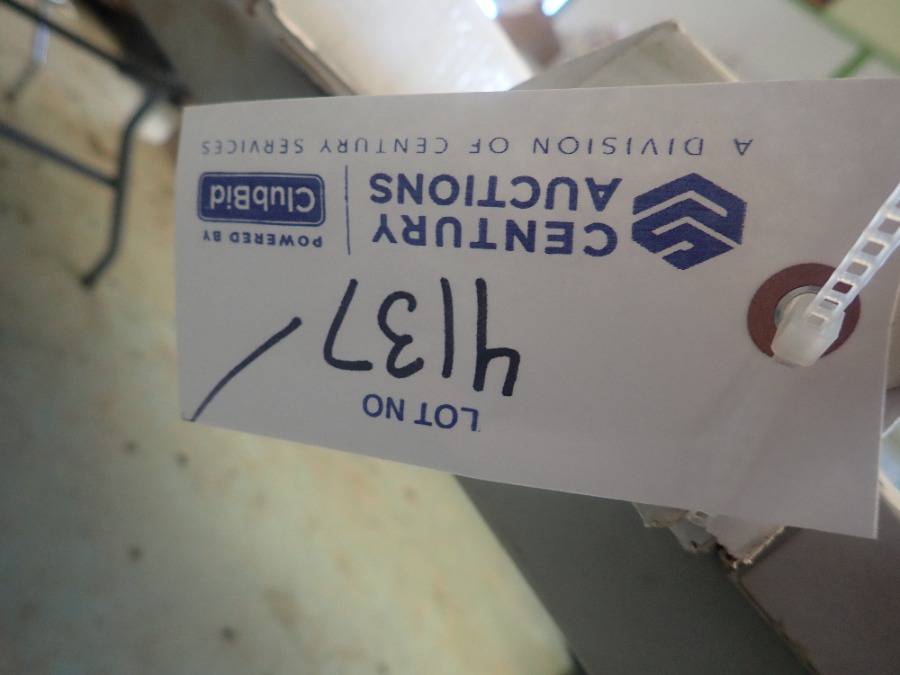 LOT NO
4137
CENTURY
AUCTIONS
POWERED BY
ClubBid
A DIVISION OF CENTURY SERVICES